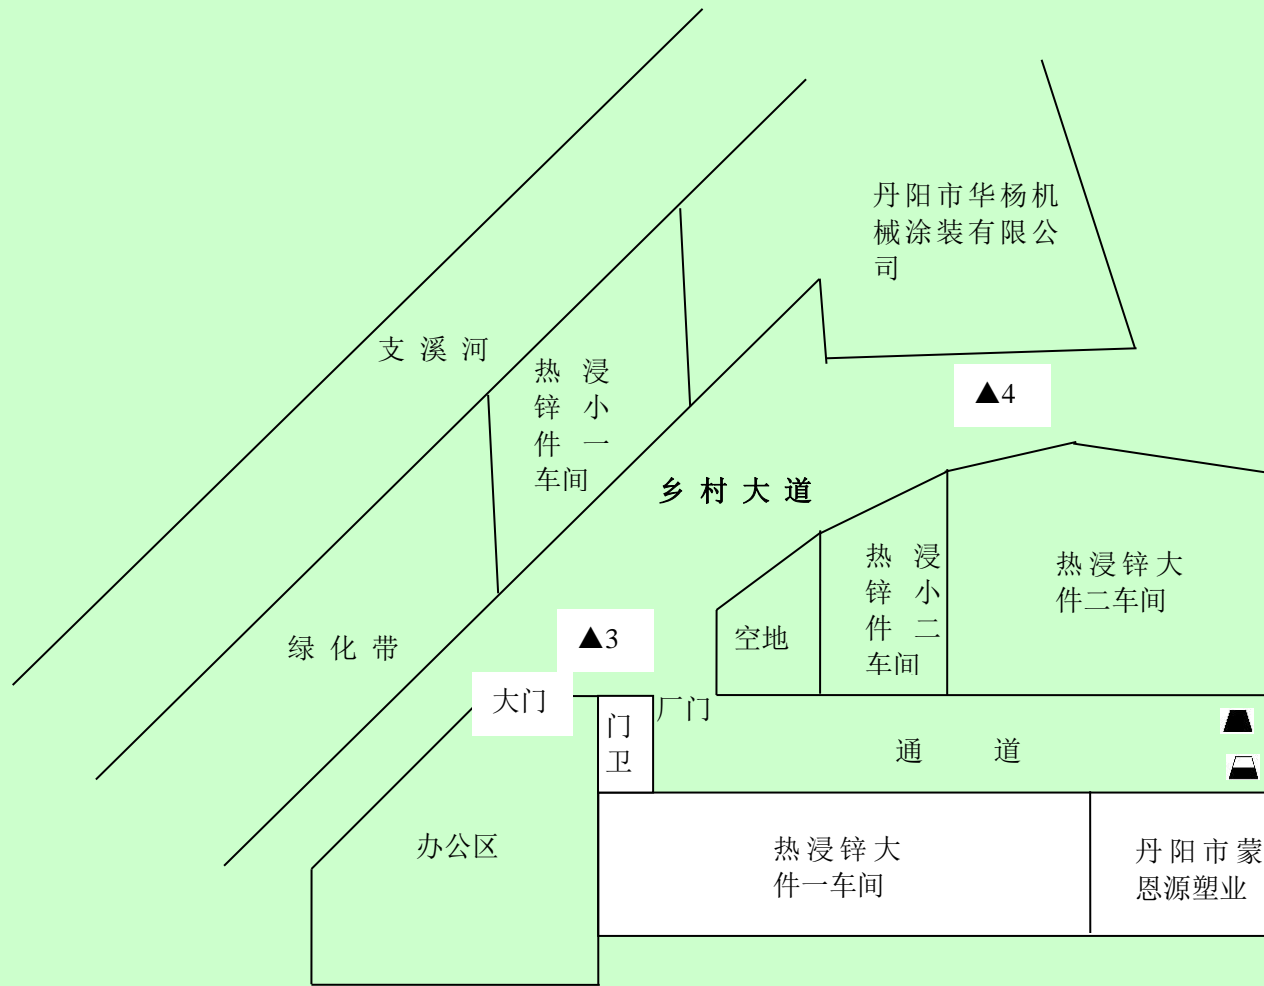 丹阳市华杨机
械涂装有限公
司
支溪河
热浸
锌小
件一
车间
▲4
乡村大道
热浸
锌小
件二
车间
热浸锌大
件二车间
空地
▲3
绿化带
大门
厂门
门
卫
通道
办公区
热浸锌大
件一车间
丹阳市蒙
恩源塑业